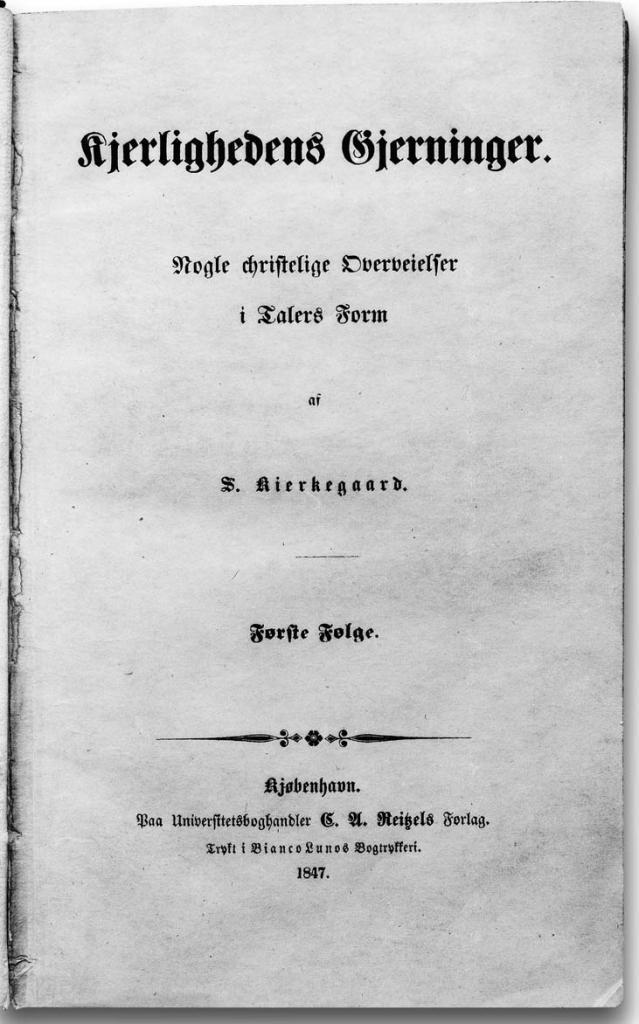 Kjerlighedens Gjerninger.
Nogle christelige Overveielser
i Talers Form
af
S. Kierkegaard.
Første Følge.
Kjøbenhavn.
Paa Universitetsboghandler C. A. Reitzels Forlag.
Trykt i Bianco Lunos Bogtrykkeri.
1847.